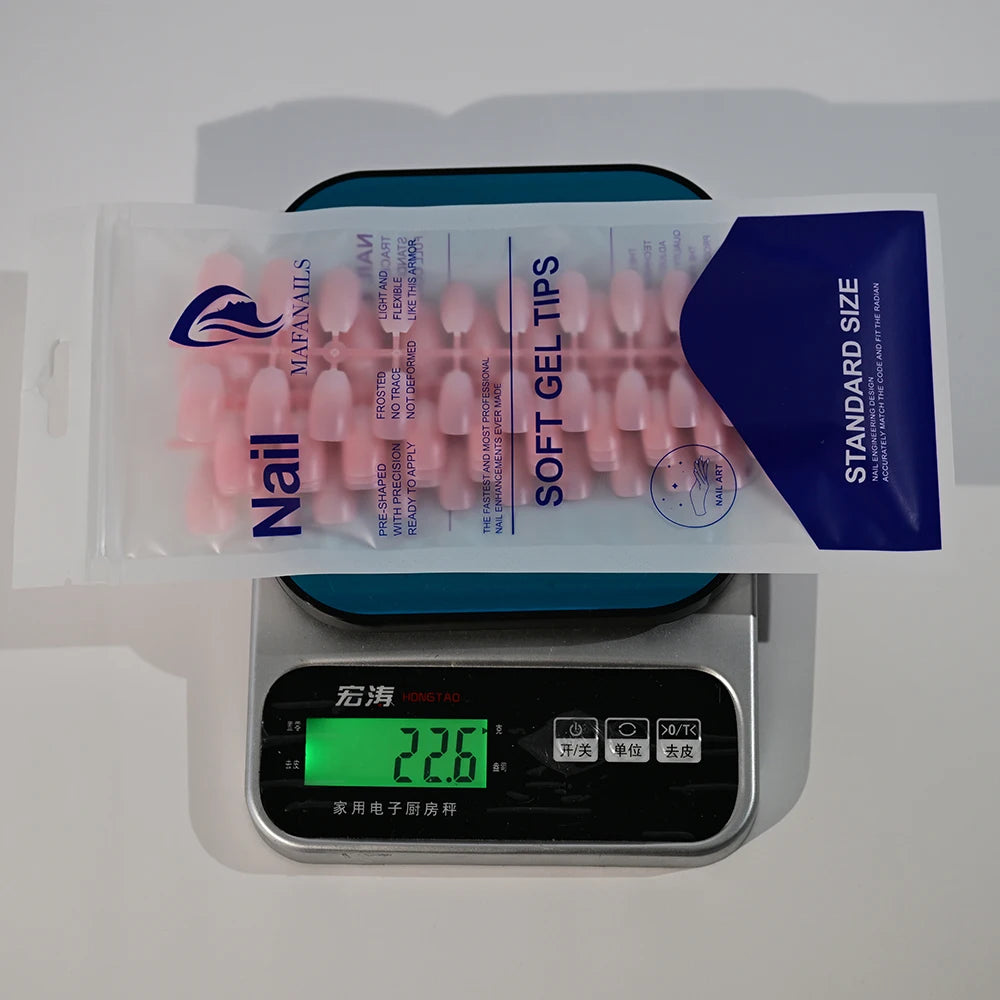 MAFANAILS
Nail
LIGHT AND
FLEXIBLE
LIKE THIS ARMOR
FROSTED
NO TRACE
NOT DEFORMED
PRE-SHAPED
WITH PRECISION
READY TO APPLY
THE FASTEST AND MOST PROFESSIONAL
NAIL ENHANCEMENTS EVER MADE
SOFT GEL TIPS
NAIL ART
STANDARD SIZE
NAIL ENGINEERING DESIGN
ACCURATELY MATCH THE CODE AND FIT THE RADIAN
宏涛 HONGTAO
22.6
>0/T<
开/关 单位 去皮
家用电子厨房秤